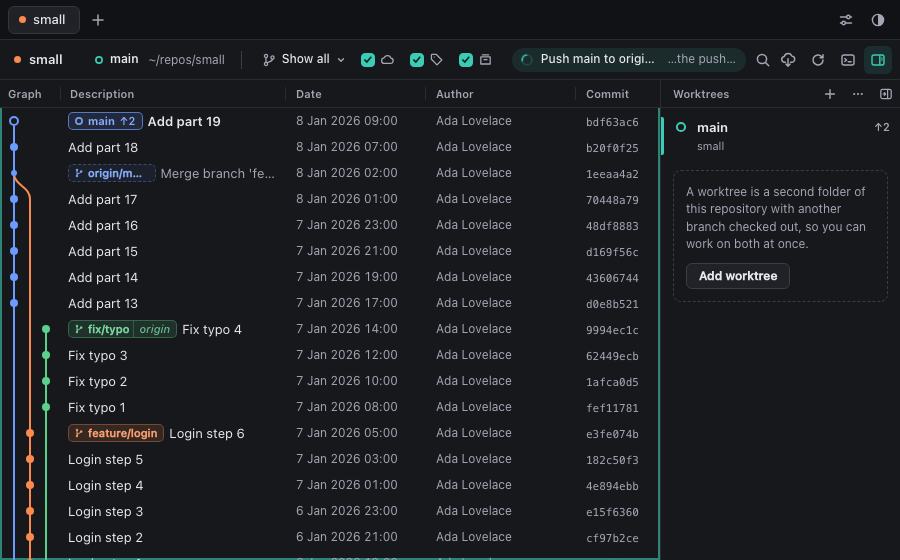 small
small main ~/repos/small Show all Push main to origi... ...the push...
Graph Description Date Author Commit Worktrees
main ↑2 Add part 19 8 Jan 2026 09:00 Ada Lovelace bdf63ac6
Add part 18 8 Jan 2026 07:00 Ada Lovelace b20f0f25
origin/m... Merge branch 'fe... 8 Jan 2026 02:00 Ada Lovelace 1eeaa4a2
Add part 17 8 Jan 2026 01:00 Ada Lovelace 70448a79
Add part 16 7 Jan 2026 23:00 Ada Lovelace 48df8883
Add part 15 7 Jan 2026 21:00 Ada Lovelace d169f56c
Add part 14 7 Jan 2026 19:00 Ada Lovelace 43606744
Add part 13 7 Jan 2026 17:00 Ada Lovelace d0e8b521
fix/typo origin Fix typo 4 7 Jan 2026 14:00 Ada Lovelace 9994ec1c
Fix typo 3 7 Jan 2026 12:00 Ada Lovelace 62449ecb
Fix typo 2 7 Jan 2026 10:00 Ada Lovelace 1afca0d5
Fix typo 1 7 Jan 2026 08:00 Ada Lovelace fef11781
feature/login Login step 6 7 Jan 2026 05:00 Ada Lovelace e3fe074b
Login step 5 7 Jan 2026 03:00 Ada Lovelace 182c50f3
Login step 4 7 Jan 2026 01:00 Ada Lovelace 4e894ebb
Login step 3 6 Jan 2026 23:00 Ada Lovelace e15f6360
Login step 2 6 Jan 2026 21:00 Ada Lovelace cf97b2ce
main ↑2
small
A worktree is a second folder of
this repository with another
branch checked out, so you can
work on both at once.
Add worktree